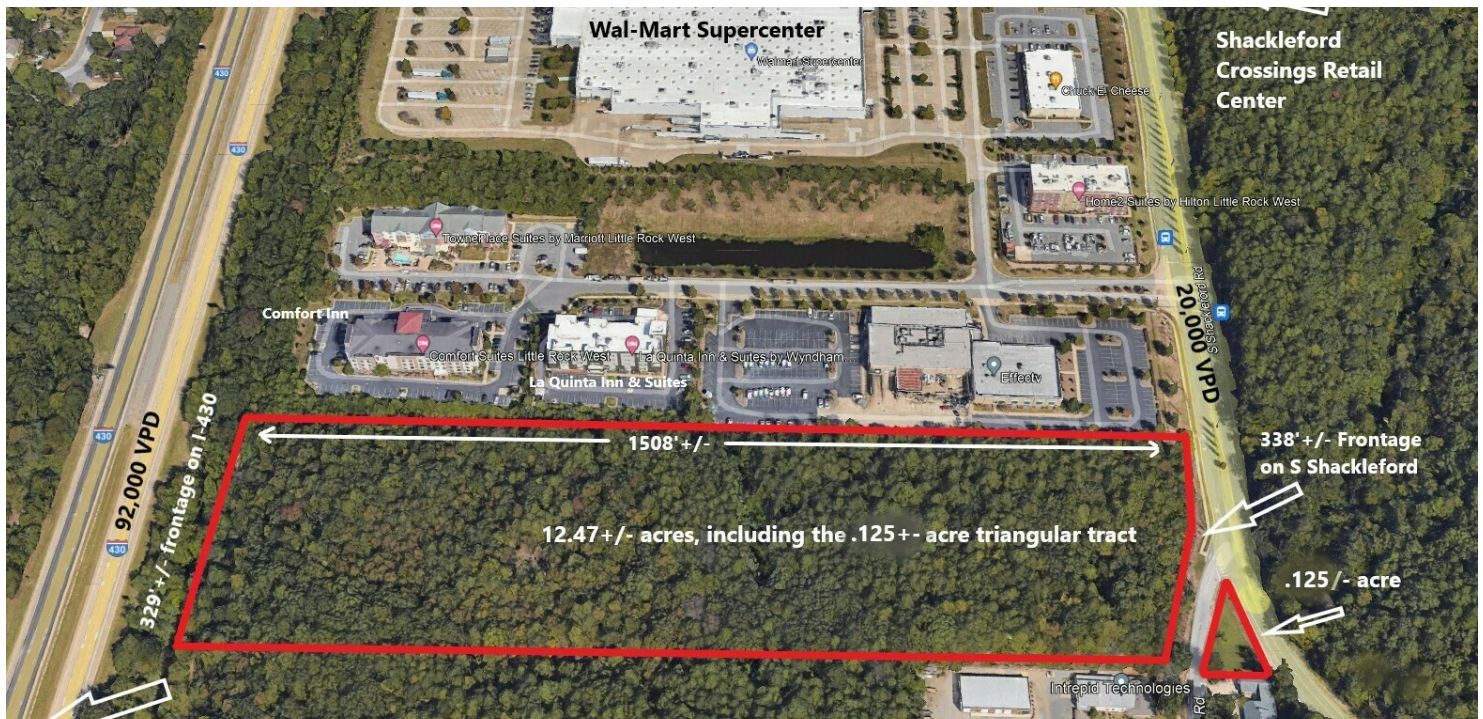 Wal-Mart Supercenter
Walmart Supercenter
Shackleford
Crossings Retail
Center
430
Chuck E. Cheese
430
Home2 Suites by Hilton Little Rock West
TownePlace Suites by Marriott Little Rock West
S Shackleford Rd
20,000 VPD
Comfort Inn
Comfort Suites Little Rock West
La Quinta Inn & Suites by Wyndham ...
Effectv
La Quinta Inn & Suites
430
92,000 VPD
329'+/- frontage on I-430
1508'+/-
338'+/- Frontage
on S Shackleford
12.47+/- acres, including the .125+- acre triangular tract
430
.125/- acre
Intrepid Technologies
Rd